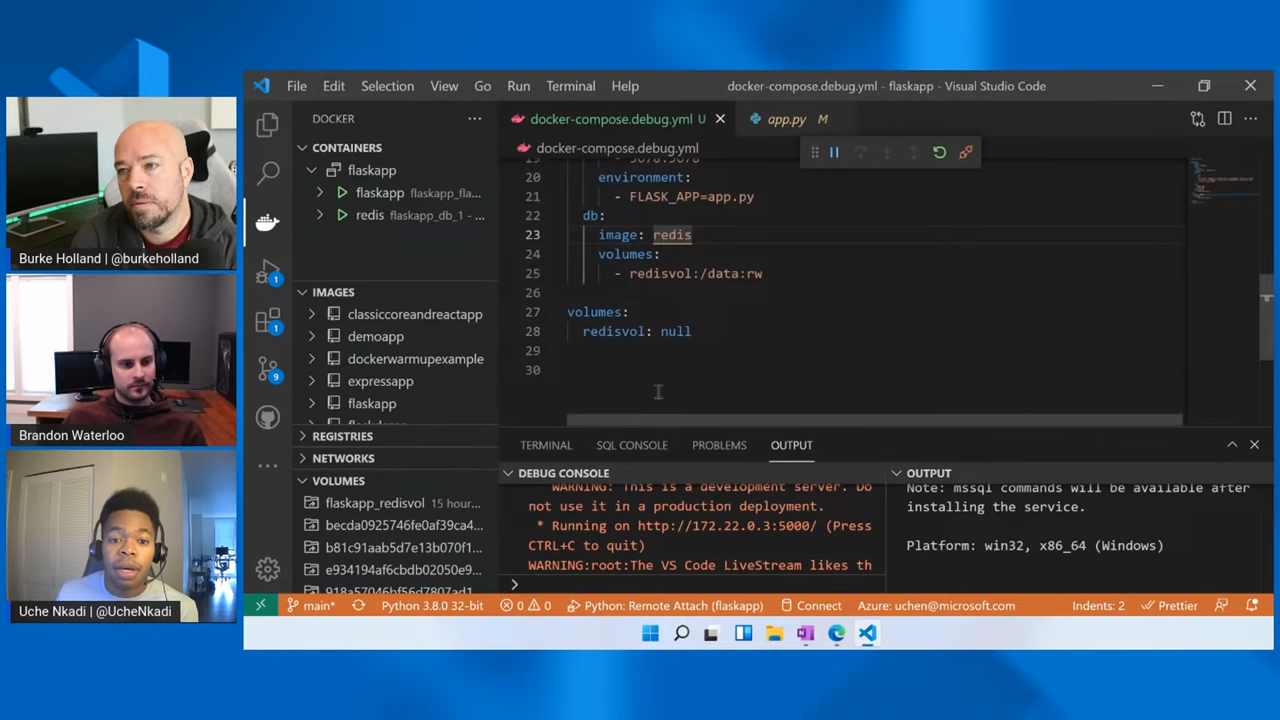 Burke Holland | @burkeholland
Brandon Waterloo
Uche Nkadi | @UcheNkadi
File Edit Selection View Go Run Terminal Help
docker-compose.debug.yml - flaskapp - Visual Studio Code
DOCKER
CONTAINERS
flaskapp
flaskapp flaskapp_fla...
redis flaskapp_db_1 - ...
IMAGES
classiccoreandreactapp
demoapp
dockerwarmupexample
expressapp
flaskapp
REGISTRIES
NETWORKS
VOLUMES
flaskapp_redisvol 15 hour...
becda0925746fe0af39ca4...
b81c91aab5d7e13b070f1...
e934194af6cbdb02050e9...
1
1
9
docker-compose.debug.yml U
app.py M
docker-compose.debug.yml
19 - 5678:5678
20 environment:
21 - FLASK_APP=app.py
22 db:
23 image: redis
24 volumes:
25 - redisvol:/data:rw
26
27 volumes:
28 redisvol: null
29
30
TERMINAL SQL CONSOLE PROBLEMS OUTPUT
DEBUG CONSOLE
WARNING: This is a development server. Do
not use it in a production deployment.
* Running on http://172.22.0.3:5000/ (Press
CTRL+C to quit)
WARNING:root:The VS Code LiveStream likes th
OUTPUT
Note: mssql commands will be available after
installing the service.
Platform: win32, x86_64 (Windows)
main* Python 3.8.0 32-bit 0 0 Python: Remote Attach (flaskapp) Connect Azure: uchen@microsoft.com Indents: 2 Prettier